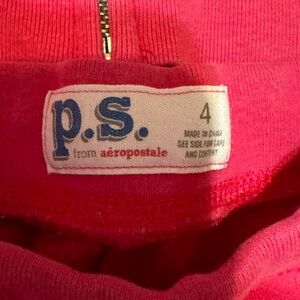 p.s.
from aéropostale
4
MADE IN CHINA
SEE SIDE FOR CARE
AND CONTENT